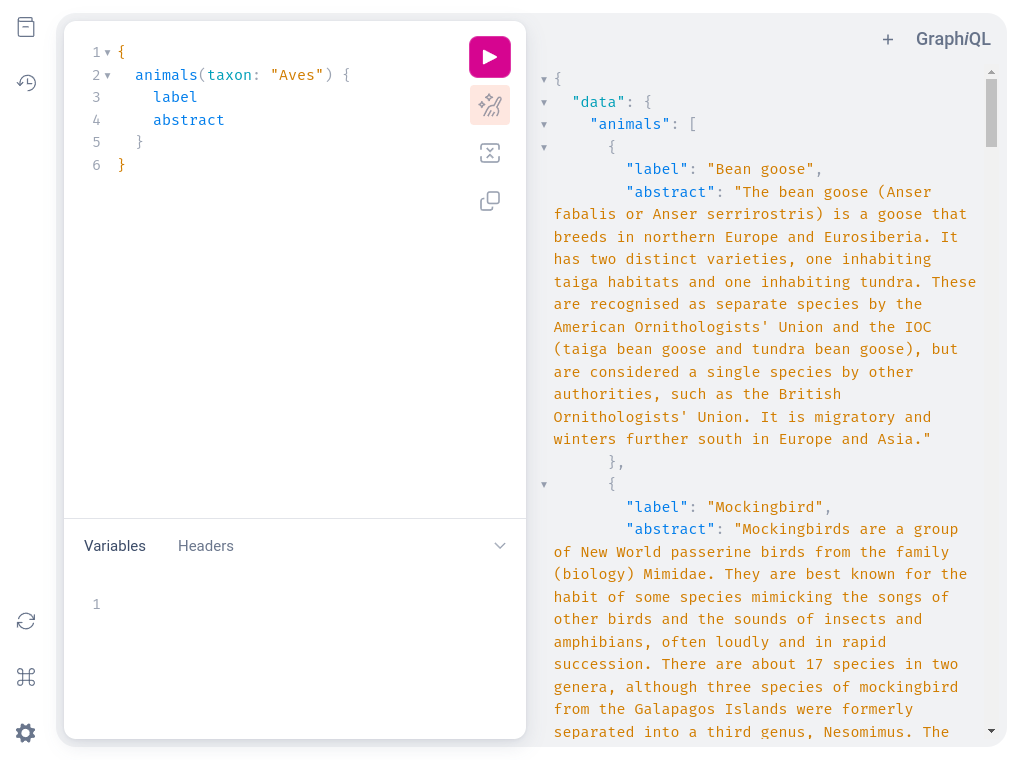 1 {
2 animals(taxon: "Aves") {
3 label
4 abstract
5 }
6 }
Variables Headers
1
+ GraphiQL
{
"data": {
"animals": [
{
"label": "Bean goose",
"abstract": "The bean goose (Anser
fabalis or Anser serrirostris) is a goose that
breeds in northern Europe and Eurosiberia. It
has two distinct varieties, one inhabiting
taiga habitats and one inhabiting tundra. These
are recognised as separate species by the
American Ornithologists' Union and the IOC
(taiga bean goose and tundra bean goose), but
are considered a single species by other
authorities, such as the British
Ornithologists' Union. It is migratory and
winters further south in Europe and Asia."
},
{
"label": "Mockingbird",
"abstract": "Mockingbirds are a group
of New World passerine birds from the family
(biology) Mimidae. They are best known for the
habit of some species mimicking the songs of
other birds and the sounds of insects and
amphibians, often loudly and in rapid
succession. There are about 17 species in two
genera, although three species of mockingbird
from the Galapagos Islands were formerly
separated into a third genus, Nesomimus. The